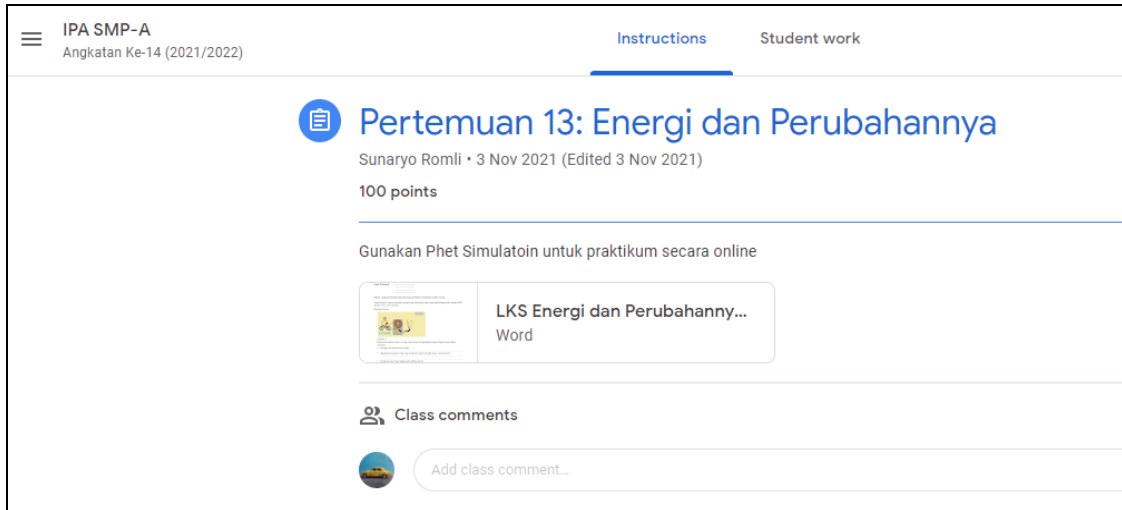 IPA SMP-A
Angkatan Ke-14 (2021/2022)
Instructions
Student work
Pertemuan 13: Energi dan Perubahannya
Sunaryo Romli • 3 Nov 2021 (Edited 3 Nov 2021)
100 points
Gunakan Phet Simulatoin untuk praktikum secara online
LKS Energi dan Perubahanny...
Word
Class comments
Add class comment...